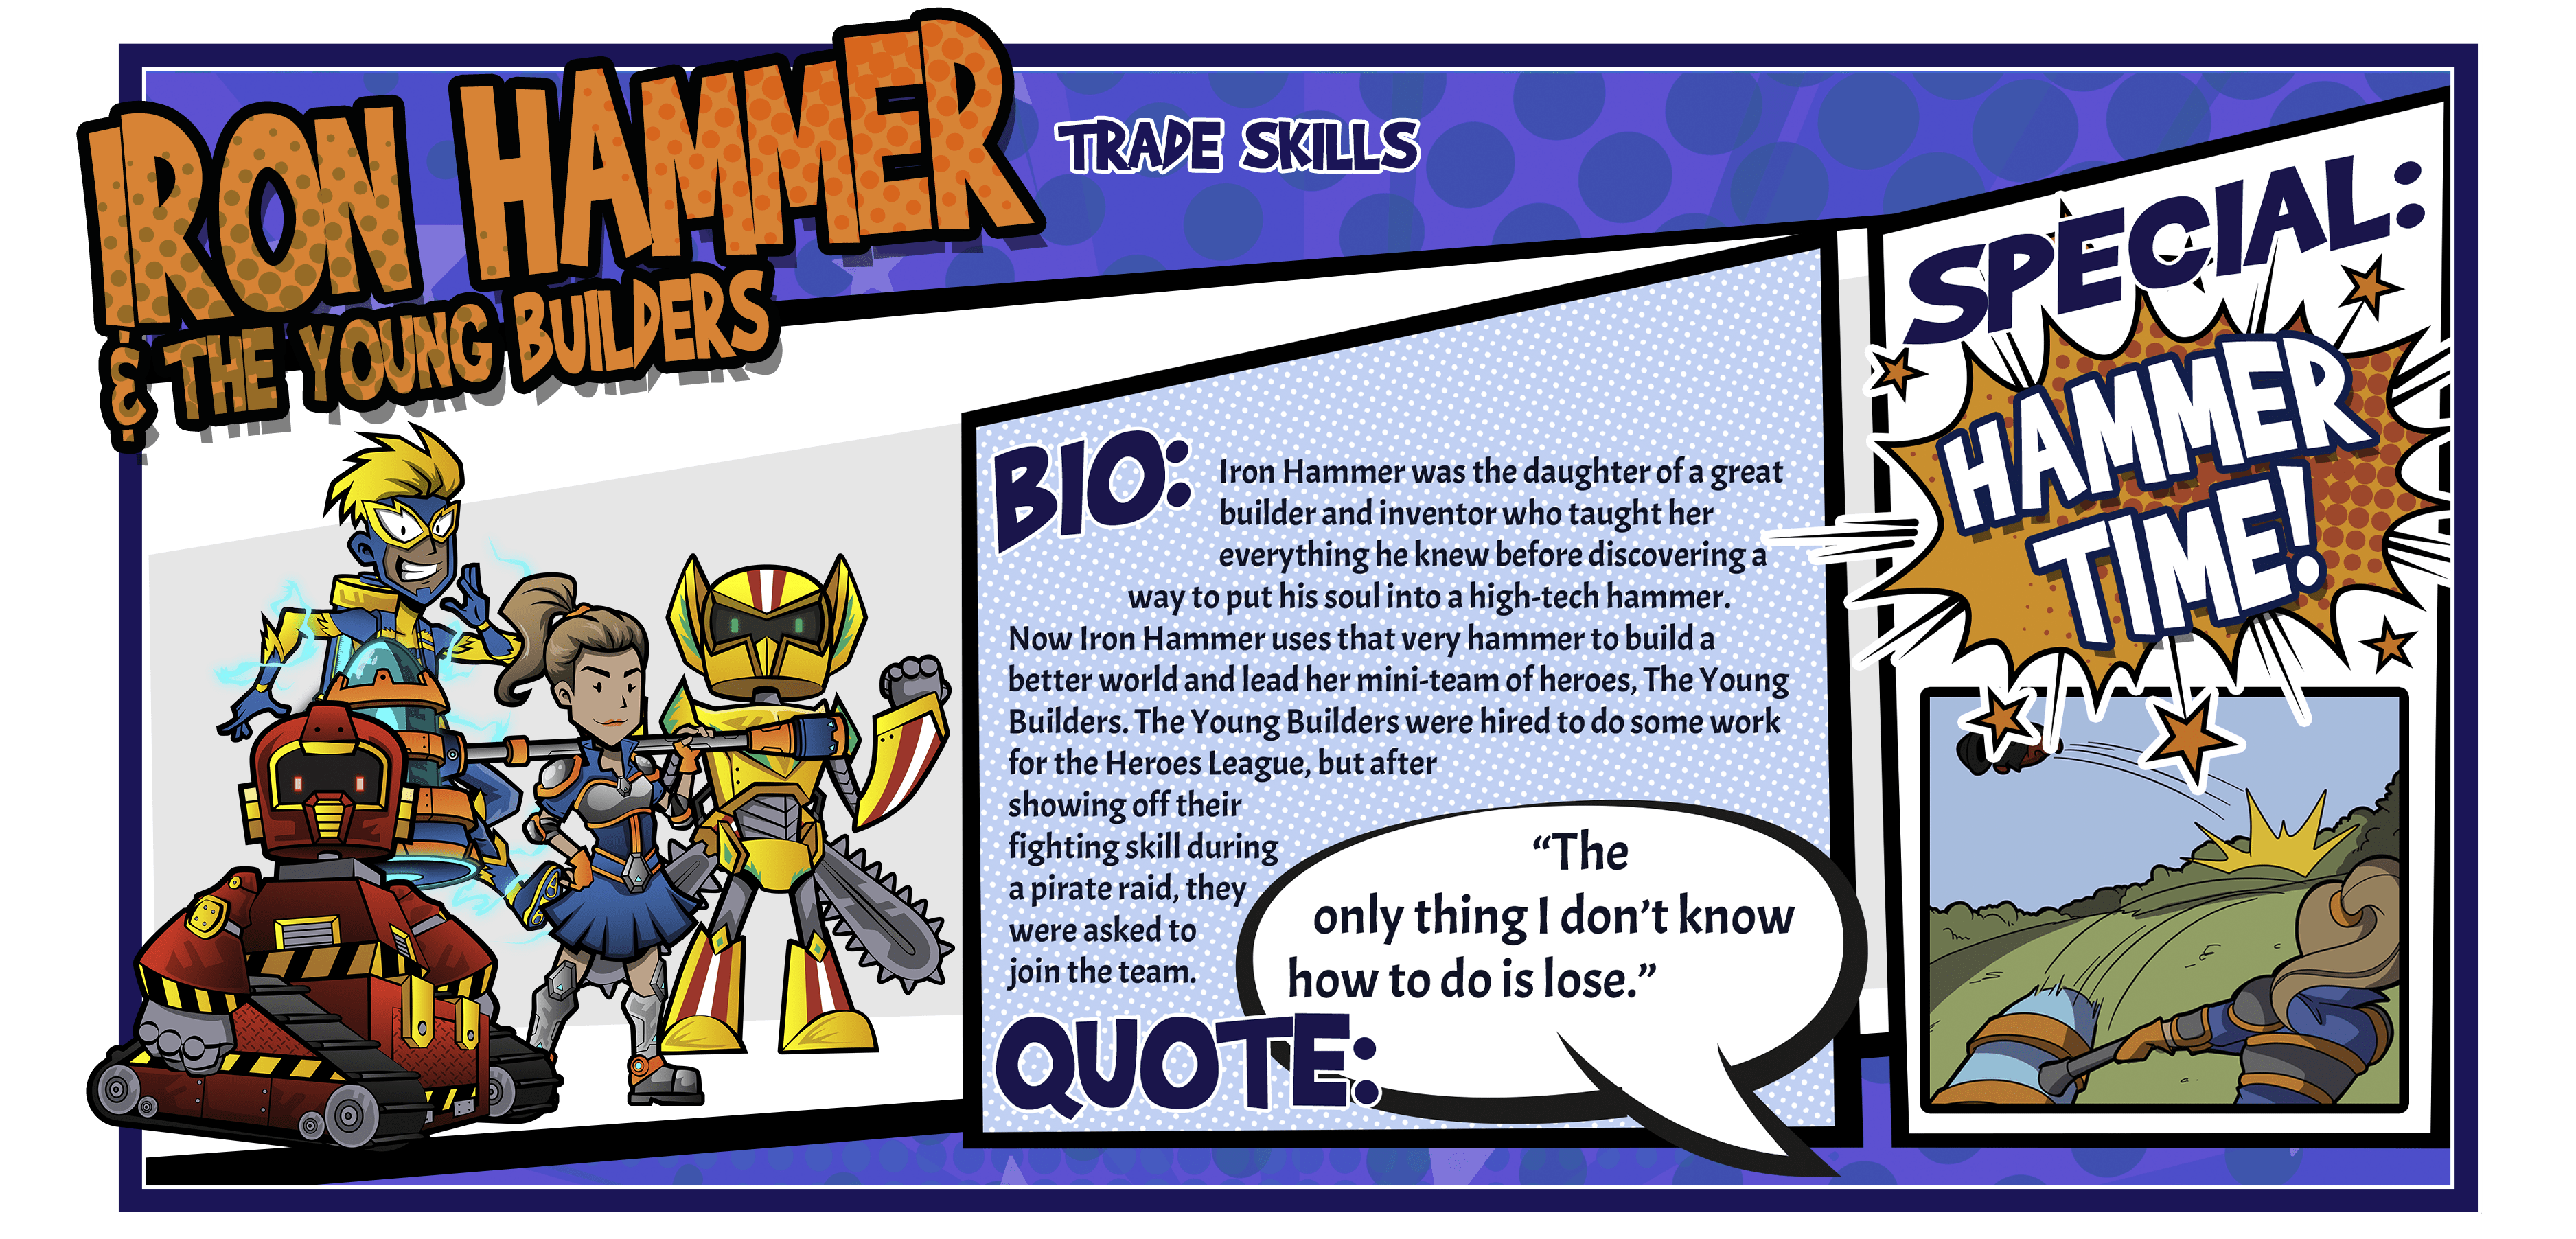 IRON HAMMER
& THE YOUNG BUILDERS
TRADE SKILLS
BIO:
Iron Hammer was the daughter of a great
builder and inventor who taught her
everything he knew before discovering a
way to put his soul into a high-tech hammer.
Now Iron Hammer uses that very hammer to build a
better world and lead her mini-team of heroes, The Young
Builders. The Young Builders were hired to do some work
for the Heroes League, but after
showing off their
fighting skill during
a pirate raid, they
were asked to
join the team.
QUOTE:
“The
only thing I don’t know
how to do is lose.”
SPECIAL:
HAMMER
TIME!